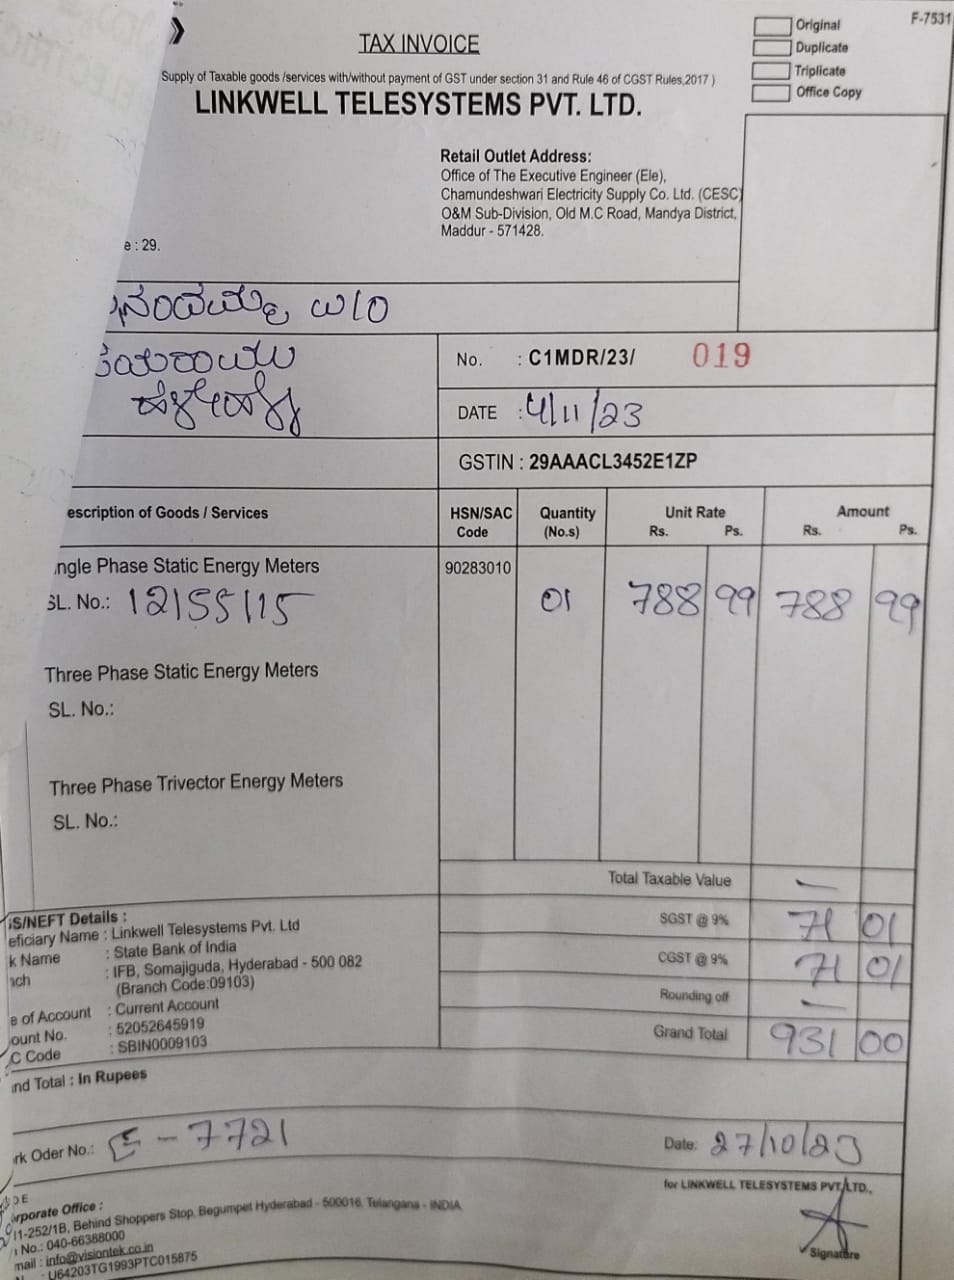 F-7531
TAX INVOICE
Original
Duplicate
Triplicate
Office Copy
Supply of Taxable goods /services with/without payment of GST under section 31 and Rule 46 of CGST Rules,2017 )
LINKWELL TELESYSTEMS PVT. LTD.
Retail Outlet Address:
Office of The Executive Engineer (Ele),
Chamundeshwari Electricity Supply Co. Ltd. (CESC)
O&M Sub-Division, Old M.C Road, Mandya District,
Maddur - 571428.
e : 29.
W/O
No. : C1MDR/23/ 019
DATE : 4/11/23
GSTIN : 29AAACL3452E1ZP
escription of Goods / Services HSN/SAC Code Quantity (No.s) Unit Rate Rs. Ps. Amount Rs. Ps.
ngle Phase Static Energy Meters 90283010
SL. No.: 12155115 01 788 99 788 99
Three Phase Static Energy Meters
SL. No.:
Three Phase Trivector Energy Meters
SL. No.:
Total Taxable Value —
SGST @ 9% 71 01
CGST @ 9% 71 01
Rounding off —
Grand Total 931 00
S/NEFT Details :
eficiary Name : Linkwell Telesystems Pvt. Ltd
k Name : State Bank of India
nch : IFB, Somajiguda, Hyderabad - 500 082
(Branch Code:09103)
e of Account : Current Account
ount No. : 52052645919
C Code : SBIN0009103
nd Total : In Rupees
rk Oder No.: E - 7721 Date: 27/10/23
for LINKWELL TELESYSTEMS PVT. LTD.,
Signature
rporate Office :
11-252/1B, Behind Shoppers Stop, Begumpet Hyderabad - 500016. Telangana - INDIA.
No.: 040-66388000
mail : info@visiontek.co.in
: U64203TG1993PTC015875